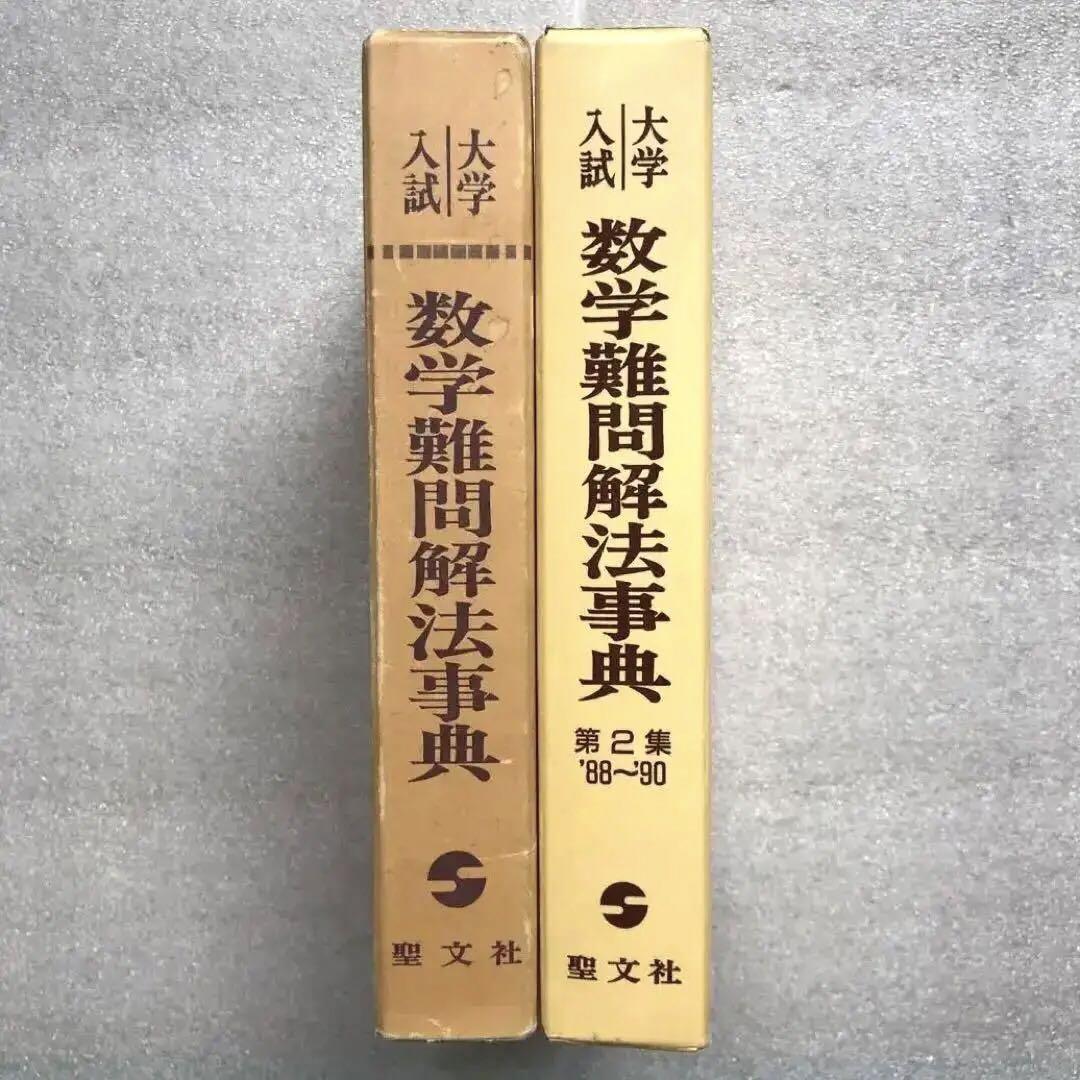 大学
入試
数学難問解法事典
聖文社
大学
入試
数学難問解法事典
第2集
'88〜'90
聖文社